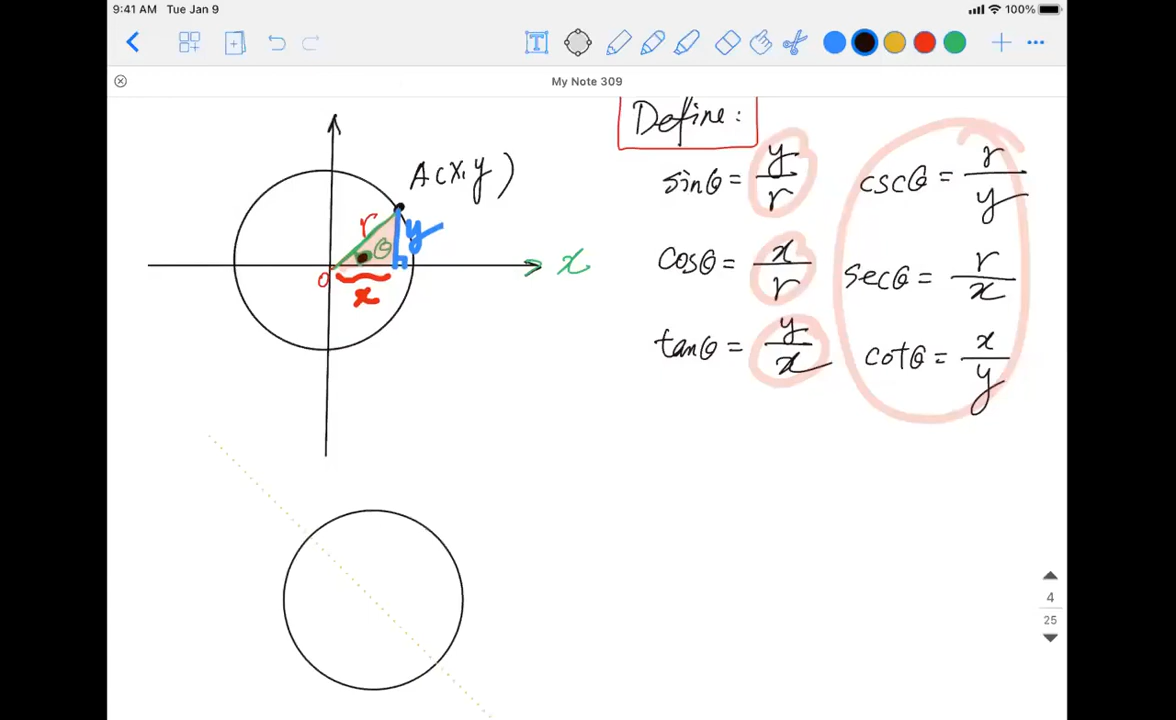 9:41 AM Tue Jan 9
100%
T
My Note 309
Define:
A(x,y)
sinθ = y/r
cscθ = r/y
r
θ
y
x
0
x
cosθ = x/r
secθ = r/x
tanθ = y/x
cotθ = x/y
4
25